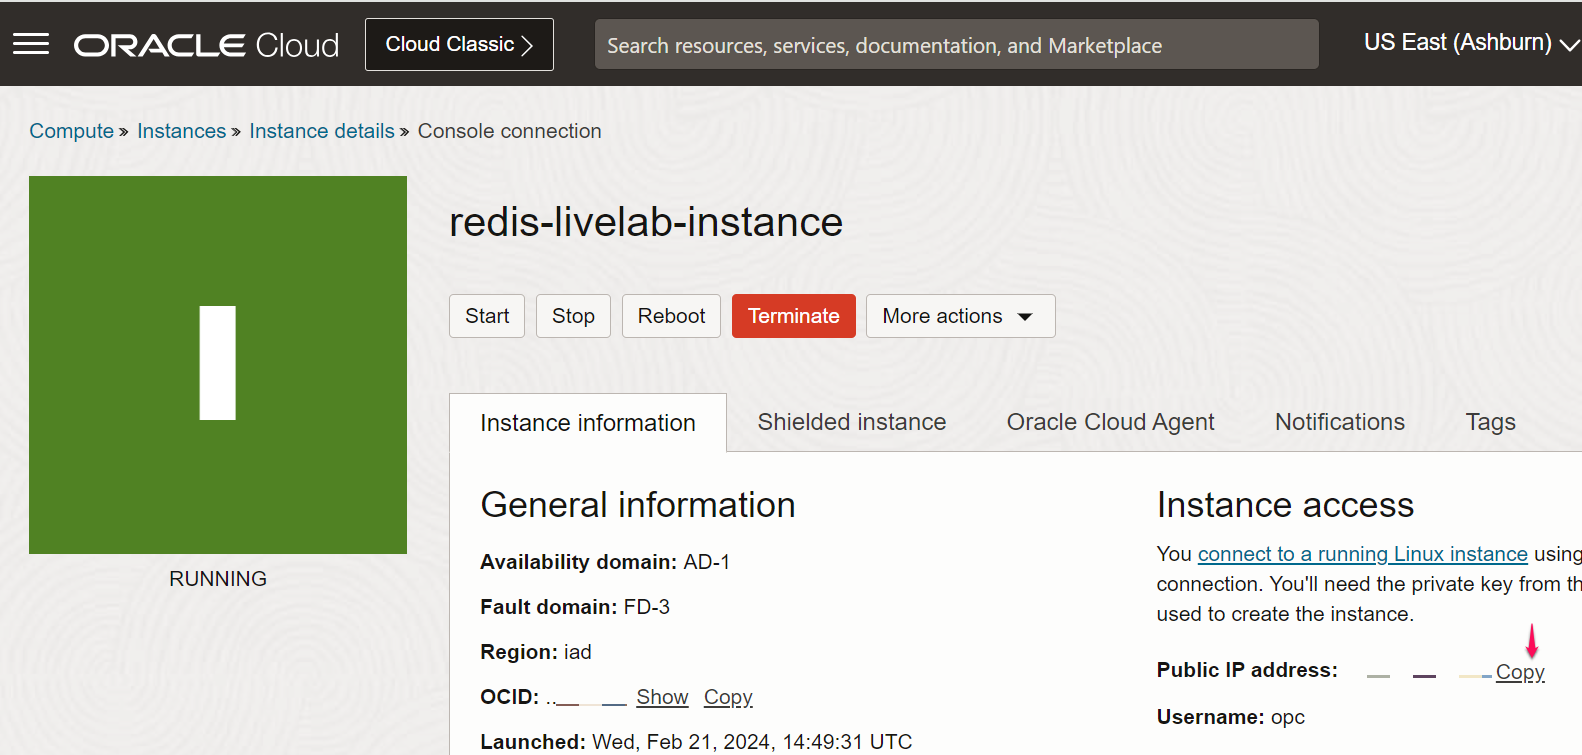 ORACLE Cloud
Cloud Classic
Search resources, services, documentation, and Marketplace
US East (Ashburn)
Compute » Instances » Instance details » Console connection
I
RUNNING
redis-livelab-instance
Start
Stop
Reboot
Terminate
More actions
Instance information
Shielded instance
Oracle Cloud Agent
Notifications
Tags
General information
Availability domain: AD-1
Fault domain: FD-3
Region: iad
OCID: .. Show Copy
Launched: Wed, Feb 21, 2024, 14:49:31 UTC
Instance access
You connect to a running Linux instance using
connection. You'll need the private key from th
used to create the instance.
Public IP address: Copy
Username: opc